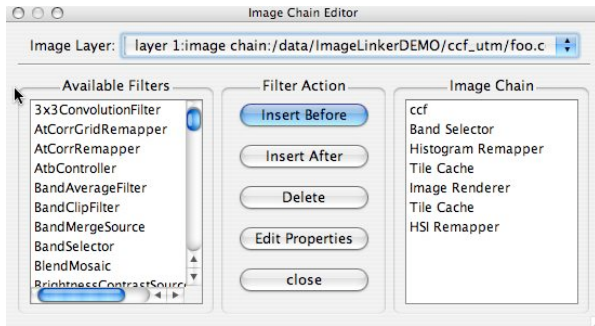 Image Chain Editor
Image Layer: layer 1:image chain:/data/ImageLinkerDEMO/ccf_utm/foo.c
Available Filters
3x3ConvolutionFilter
AtCorrGridRemapper
AtCorrRemapper
AtbController
BandAverageFilter
BandClipFilter
BandMergeSource
BandSelector
BlendMosaic
BrightnessContrastSourc
Filter Action
Insert Before
Insert After
Delete
Edit Properties
close
Image Chain
ccf
Band Selector
Histogram Remapper
Tile Cache
Image Renderer
Tile Cache
HSI Remapper